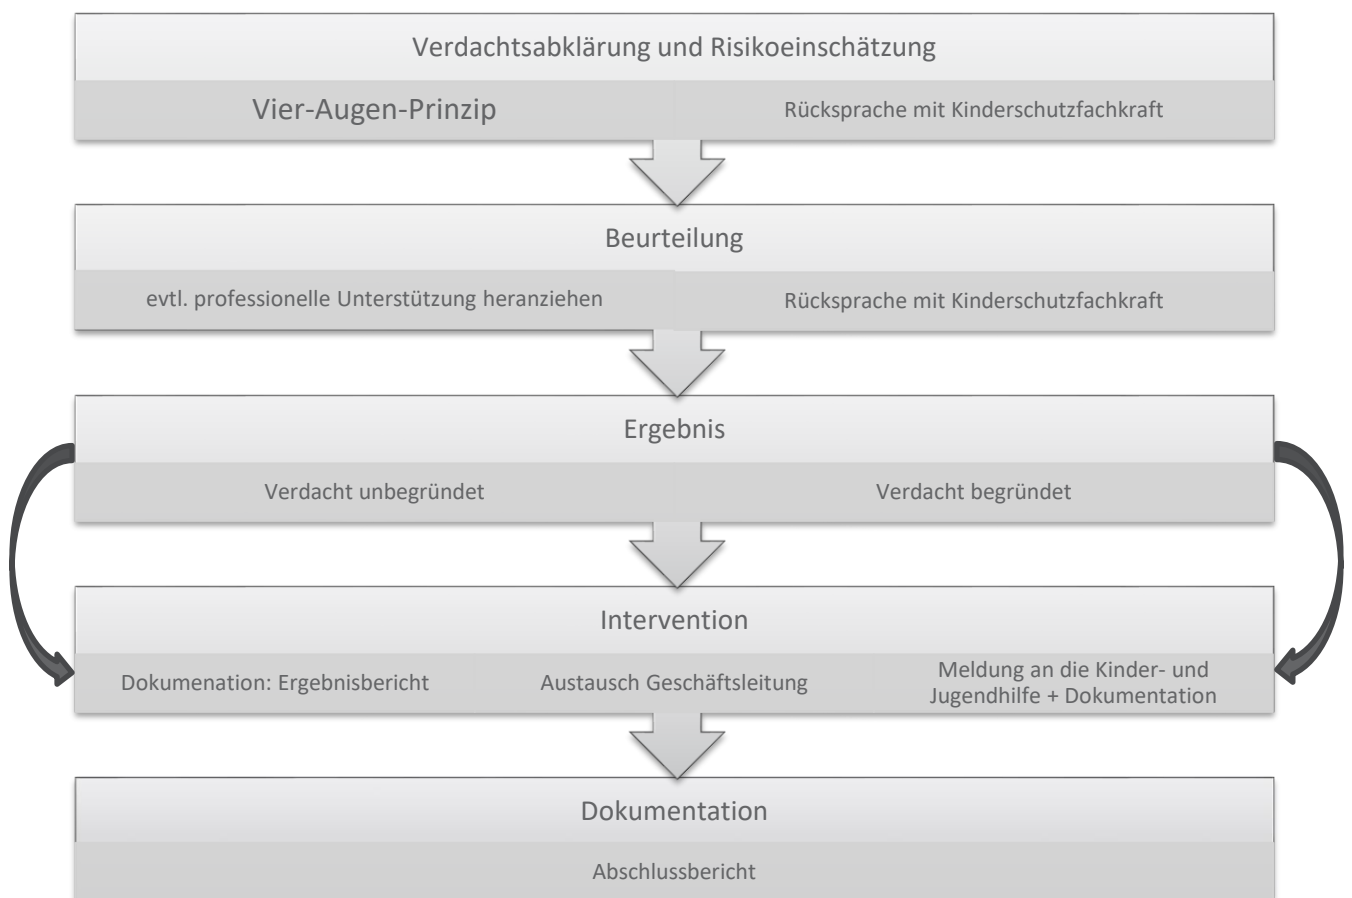 Verdachtsabklärung und Risikoeinschätzung
Vier-Augen-Prinzip
Rücksprache mit Kinderschutzfachkraft
Beurteilung
evtl. professionelle Unterstützung heranziehen
Rücksprache mit Kinderschutzfachkraft
Ergebnis
Verdacht unbegründet
Verdacht begründet
Intervention
Dokumenation: Ergebnisbericht
Austausch Geschäftsleitung
Meldung an die Kinder- und
Jugendhilfe + Dokumentation
Dokumentation
Abschlussbericht